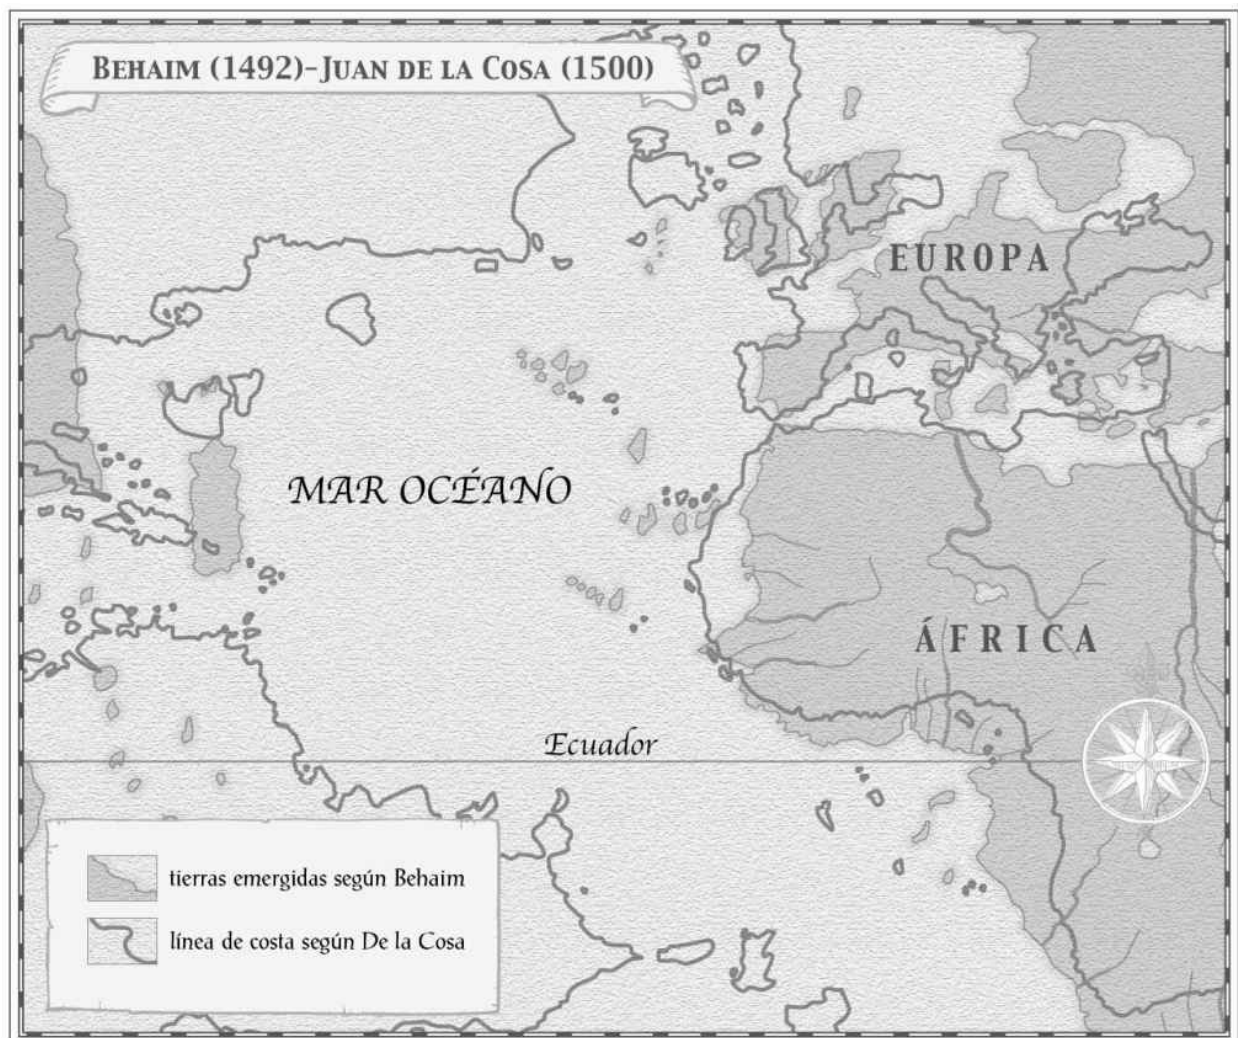 BEHAIM (1492)–JUAN DE LA COSA (1500)
EUROPA
MAR OCÉANO
ÁFRICA
Ecuador
tierras emergidas según Behaim
línea de costa según De la Cosa